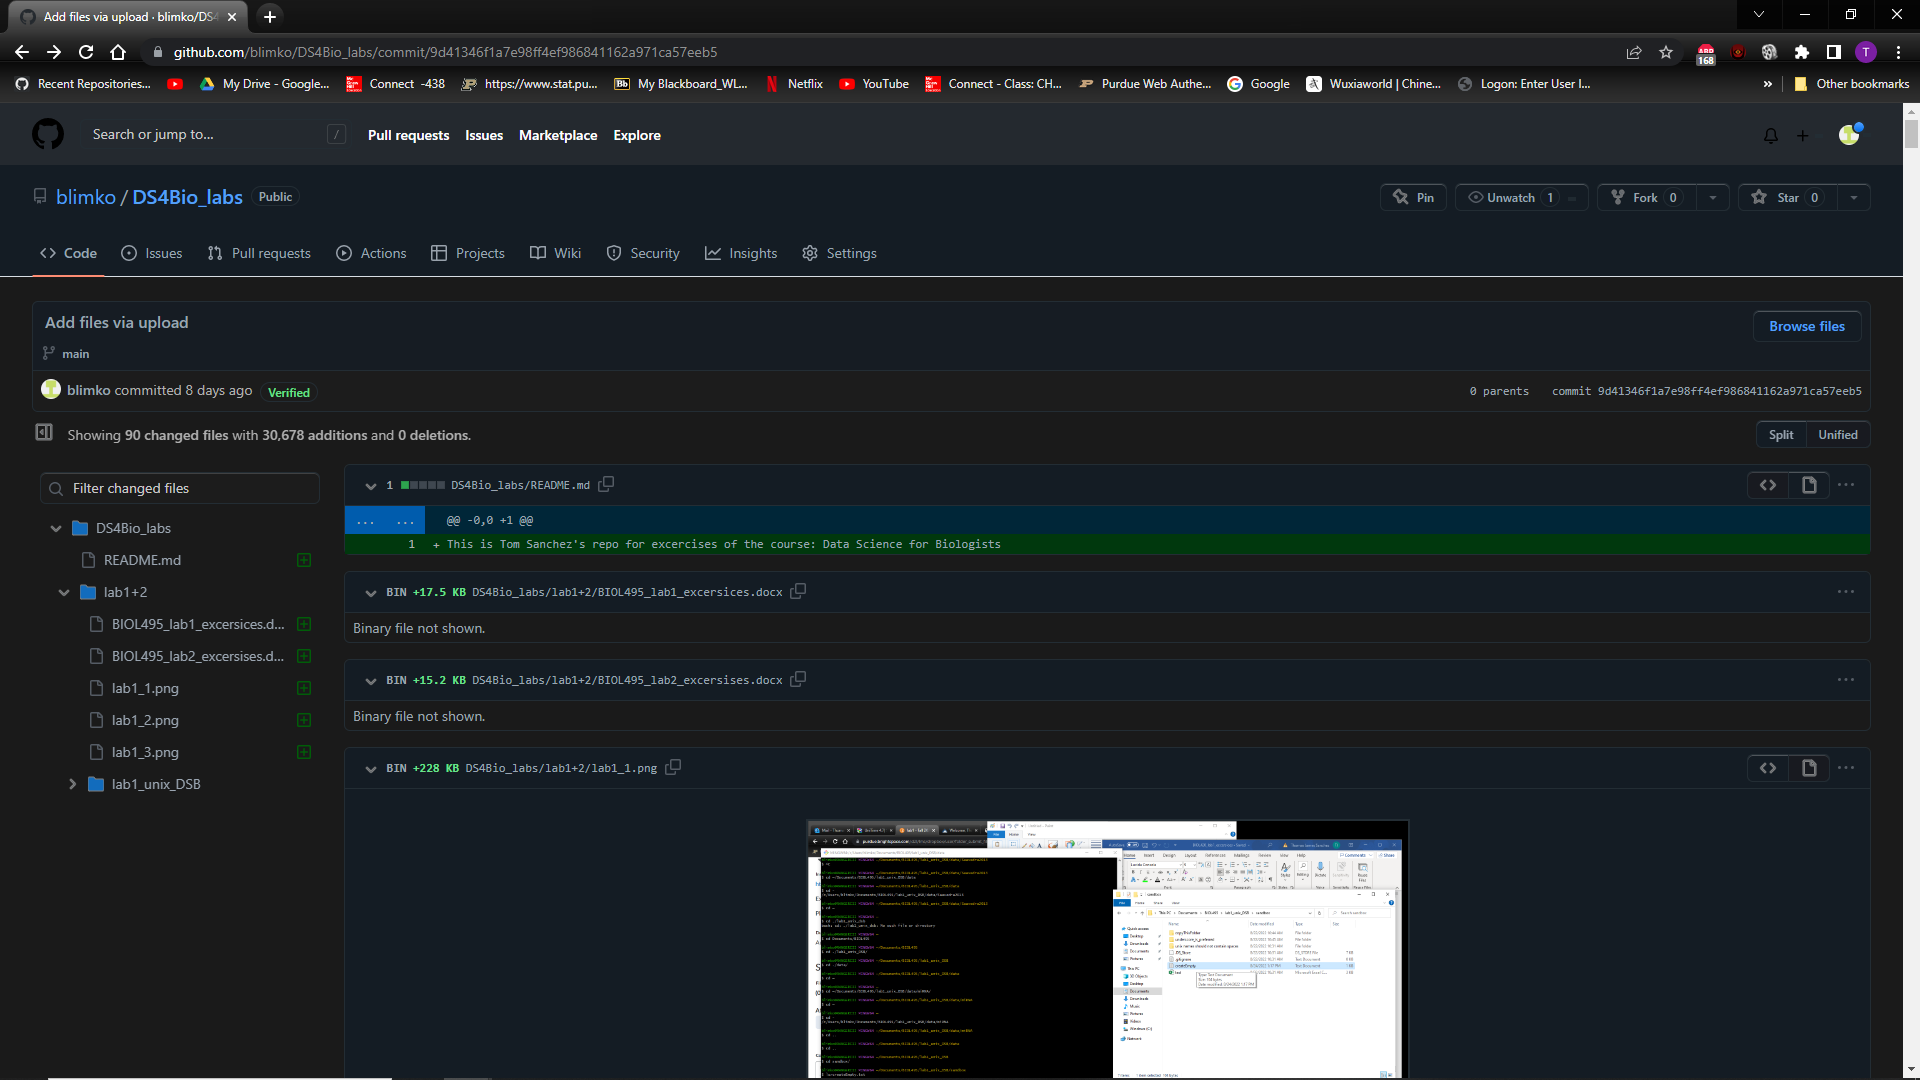 Add files via upload · blimko/DS4
github.com/blimko/DS4Bio_labs/commit/9d41346f1a7e98ff4ef986841162a971ca57eeb5
ABP
168
T
Recent Repositories...
My Drive - Google...
Connect -438
https://www.stat.pu...
Bb My Blackboard_WL...
Netflix
YouTube
Connect - Class: CH...
Purdue Web Authe...
Google
Wuxiaworld | Chine...
Logon: Enter User I...
»
Other bookmarks
Search or jump to... /
Pull requests Issues Marketplace Explore
blimko / DS4Bio_labs Public
Pin
Unwatch 1
Fork 0
Star 0
Code Issues Pull requests Actions Projects Wiki Security Insights Settings
Add files via upload
Browse files
main
blimko committed 8 days ago Verified
0 parents commit 9d41346f1a7e98ff4ef986841162a971ca57eeb5
Showing 90 changed files with 30,678 additions and 0 deletions.
Split Unified
Filter changed files
DS4Bio_labs
README.md
lab1+2
BIOL495_lab1_excersices.d...
BIOL495_lab2_excersises.d...
lab1_1.png
lab1_2.png
lab1_3.png
lab1_unix_DSB
1 DS4Bio_labs/README.md
... ... @@ -0,0 +1 @@
1 + This is Tom Sanchez's repo for excercises of the course: Data Science for Biologists
BIN +17.5 KB DS4Bio_labs/lab1+2/BIOL495_lab1_excersices.docx
Binary file not shown.
BIN +15.2 KB DS4Bio_labs/lab1+2/BIOL495_lab2_excersises.docx
Binary file not shown.
BIN +228 KB DS4Bio_labs/lab1+2/lab1_1.png